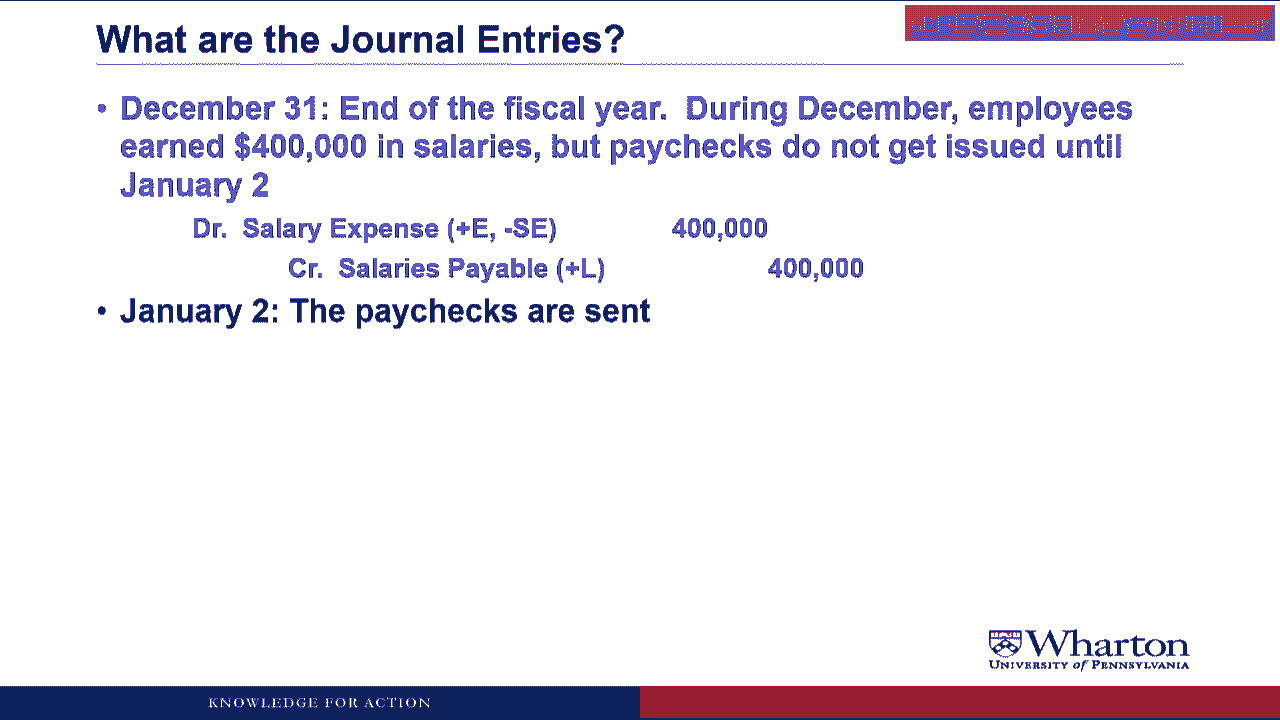 What are the Journal Entries?
• December 31: End of the fiscal year. During December, employees
earned $400,000 in salaries, but paychecks do not get issued until
January 2
Dr. Salary Expense (+E, -SE) 400,000
Cr. Salaries Payable (+L) 400,000
• January 2: The paychecks are sent
Wharton
UNIVERSITY of PENNSYLVANIA
KNOWLEDGE FOR ACTION